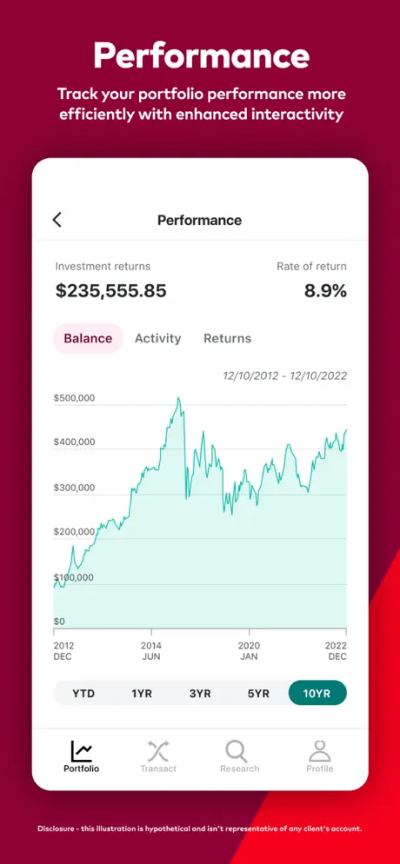 Performance
Track your portfolio performance more
efficiently with enhanced interactivity
Performance
Investment returns Rate of return
$235,555.85 8.9%
Balance Activity Returns
12/10/2012 - 12/10/2022
$500,000
$400,000
$300,000
$200,000
$100,000
$0
2012 2014 2020 2022
DEC JUN JAN DEC
YTD 1YR 3YR 5YR 10YR
Portfolio Transact Research Profile
Disclosure - this illustration is hypothetical and isn't representative of any client's account.